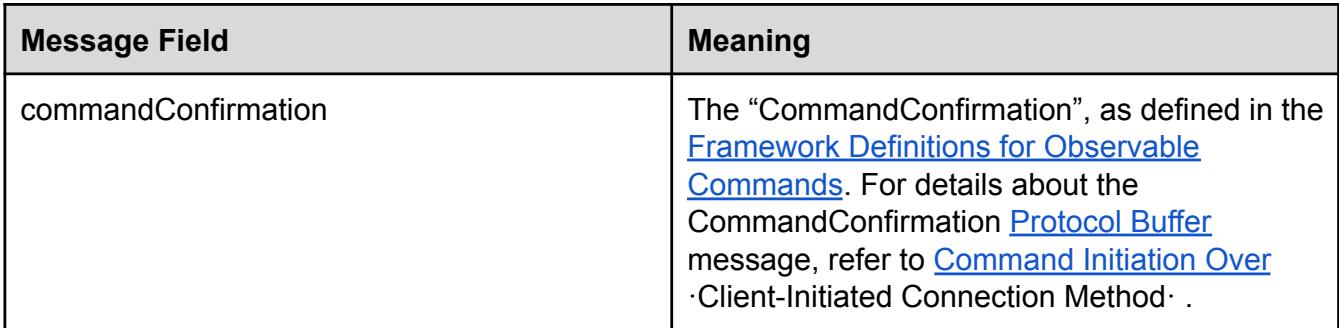 Message Field
Meaning
commandConfirmation
The “CommandConfirmation”, as defined in the
Framework Definitions for Observable
Commands. For details about the
CommandConfirmation Protocol Buffer
message, refer to Command Initiation Over
·Client-Initiated Connection Method· .